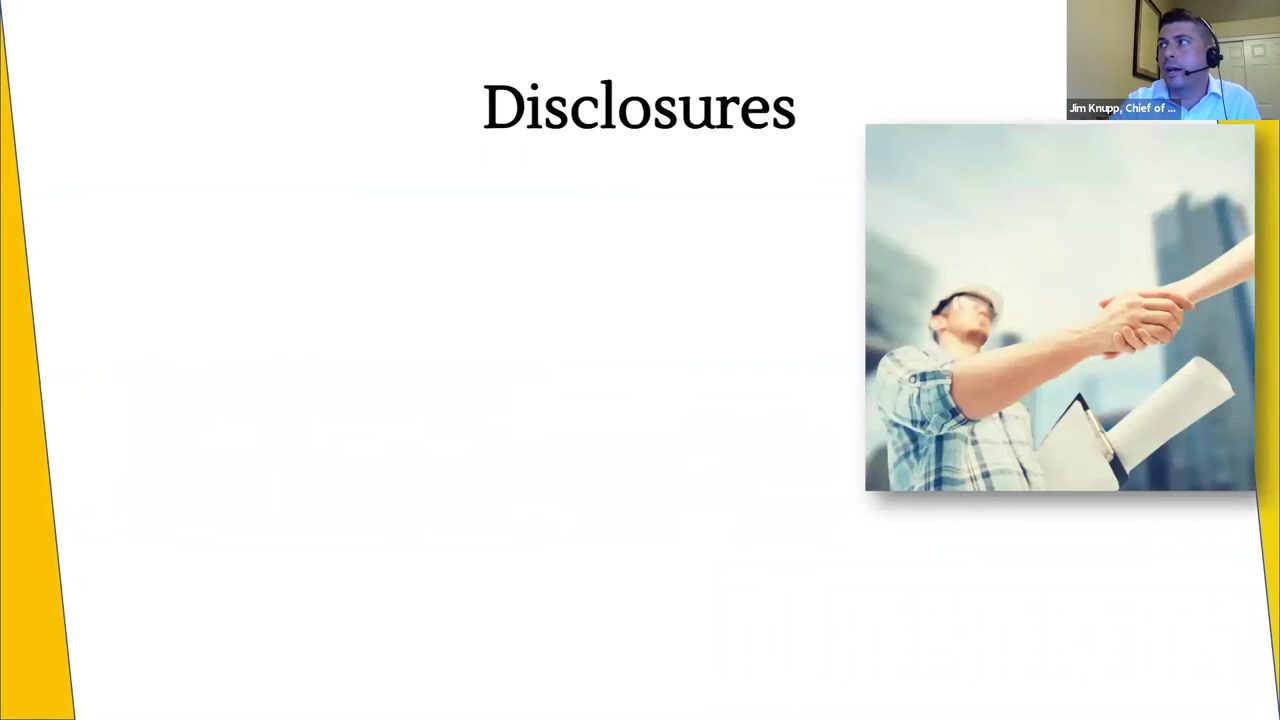 Disclosures
Jim Knupp, Chief of ...